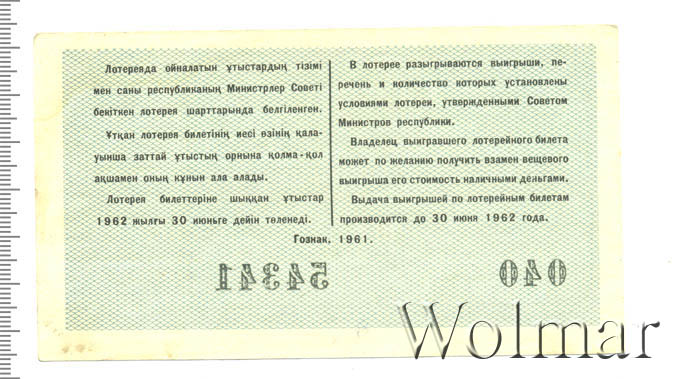 Лотереяда ойналатын ұтыстардың тізімі
мен саны республиканың Министрлер Советі
бекіткен лотерея шарттарында белгіленген.
Ұтқан лотерея билетінің иесі өзінің қала-
уынша заттай ұтыстың орнына қолма-қол
ақшамен оның құнын ала алады.
Лотерея билеттеріне шыққан ұтыстар
1962 жылғы 30 июньге дейін төленеді.
В лотерее разыгрываются выигрыши, пе-
речень и количество которых установлены
условиями лотереи, утвержденными Советом
Министров республики.
Владелец выигравшего лотерейного билета
может по желанию получить взамен вещевого
выигрыша его стоимость наличными деньгами.
Выдача выигрышей по лотерейным билетам
производится до 30 июня 1962 года.
Гознак. 1961.
54341
040
Wolmar